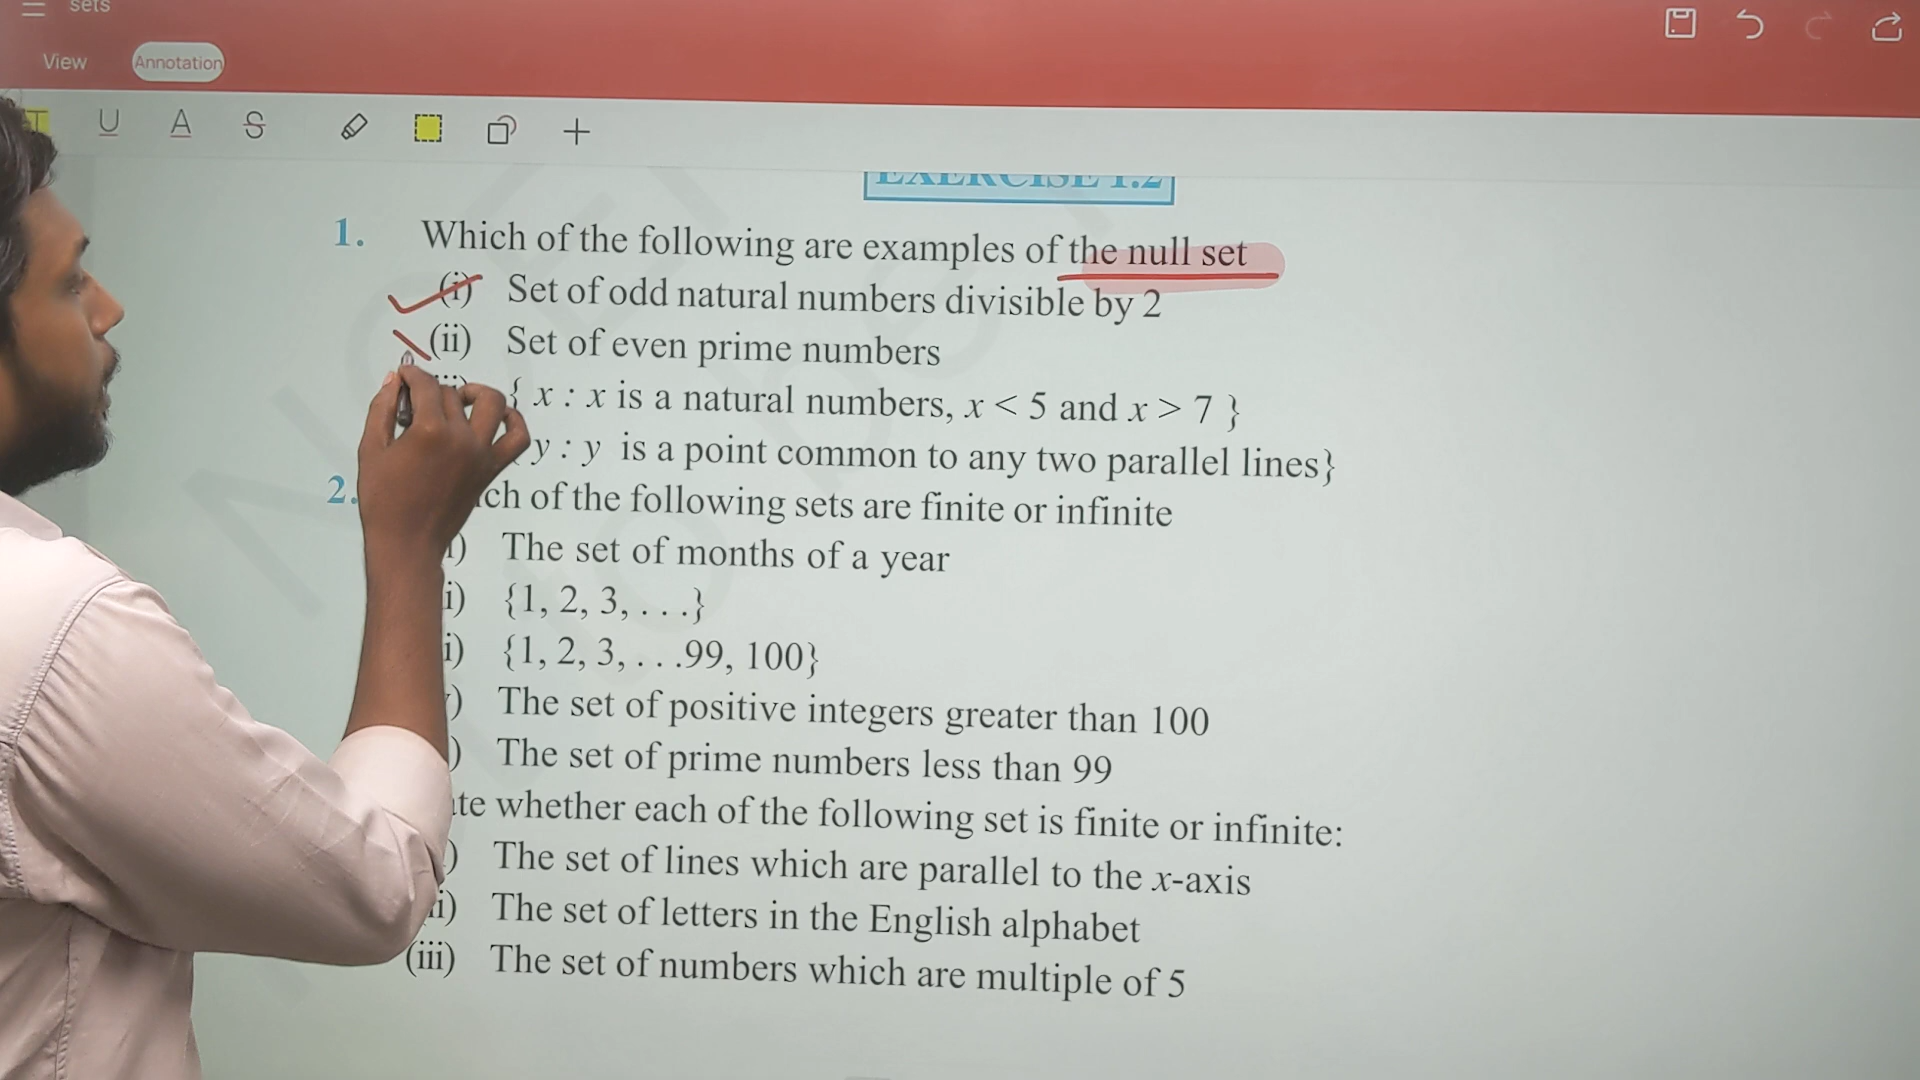 sets
View Annotation
T U A S
EXERCISE 1.2
1. Which of the following are examples of the null set
(i) Set of odd natural numbers divisible by 2
(ii) Set of even prime numbers
{ x : x is a natural numbers, x < 5 and x > 7 }
y : y is a point common to any two parallel lines}
2. ch of the following sets are finite or infinite
) The set of months of a year
i) {1, 2, 3, . . .}
i) {1, 2, 3, . . .99, 100}
) The set of positive integers greater than 100
) The set of prime numbers less than 99
te whether each of the following set is finite or infinite:
) The set of lines which are parallel to the x-axis
i) The set of letters in the English alphabet
(iii) The set of numbers which are multiple of 5